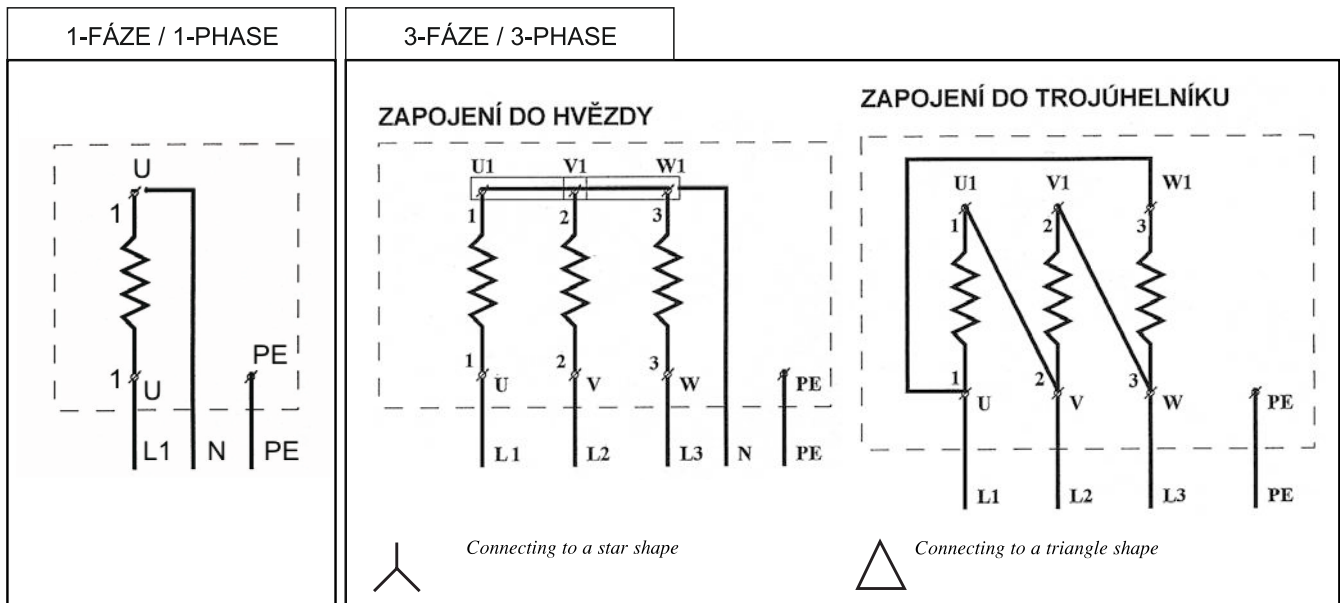 1-FÁZE / 1-PHASE
U
1
1
U
PE
L1 N PE
3-FÁZE / 3-PHASE
ZAPOJENÍ DO HVĚZDY
U1 V1 W1
1 2 3
1 2 3
U V W PE
L1 L2 L3 N PE
Connecting to a star shape
ZAPOJENÍ DO TROJÚHELNÍKU
U1 V1 W1
1 2 3
1 2 3
U V W PE
L1 L2 L3 PE
Connecting to a triangle shape